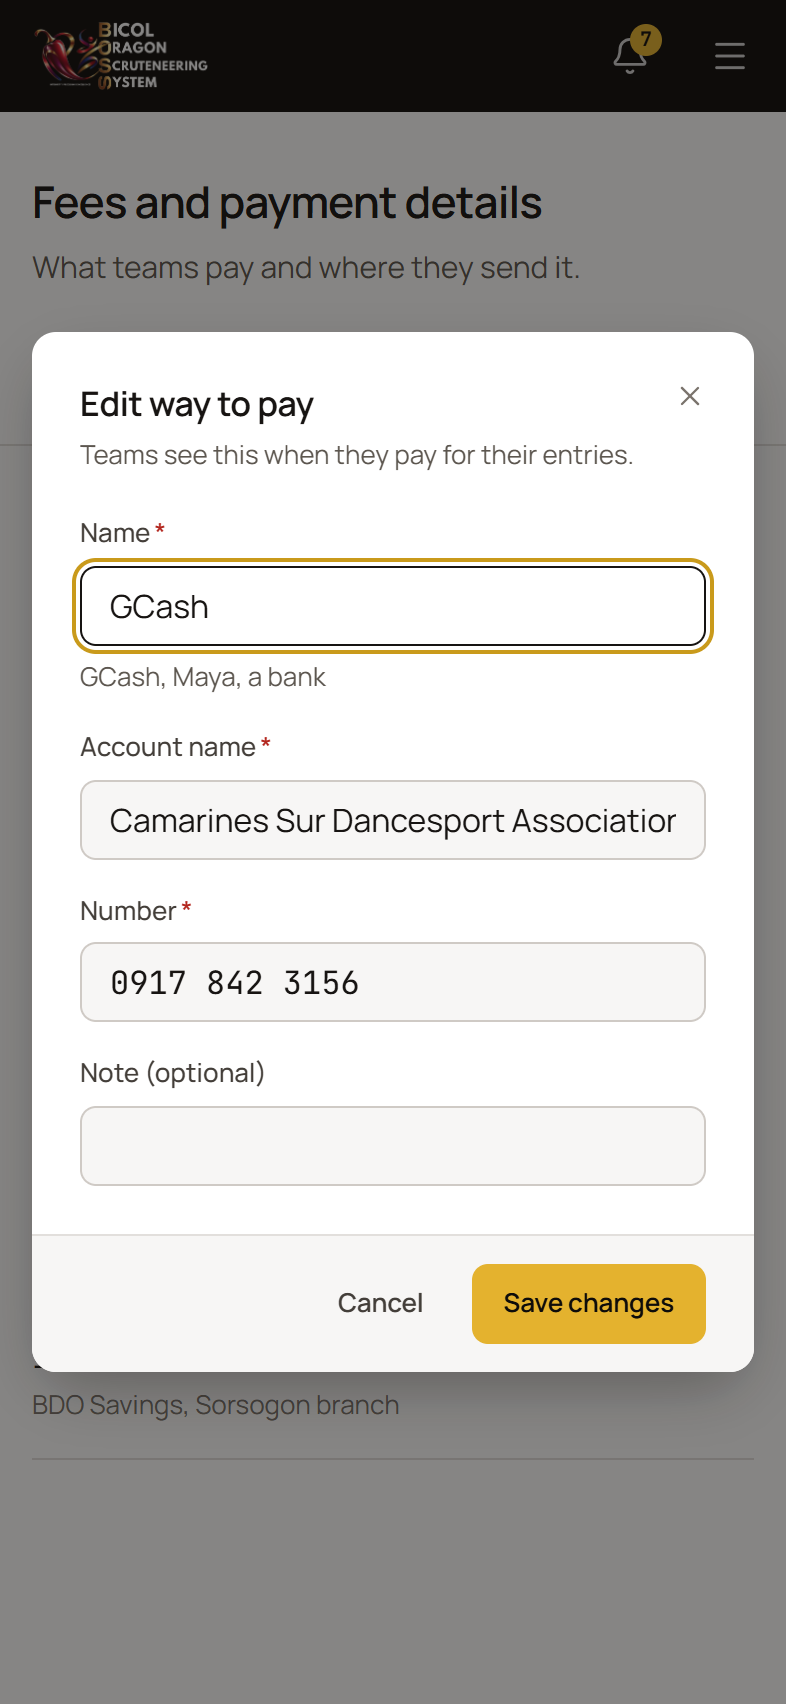 BICOL
DRAGON
SCRUTENEERING
SYSTEM
7
Fees and payment details
What teams pay and where they send it.
Edit way to pay
Teams see this when they pay for their entries.
Name *
GCash
GCash, Maya, a bank
Account name *
Camarines Sur Dancesport Association
Number *
0917 842 3156
Note (optional)
Cancel
Save changes
BDO Savings, Sorsogon branch